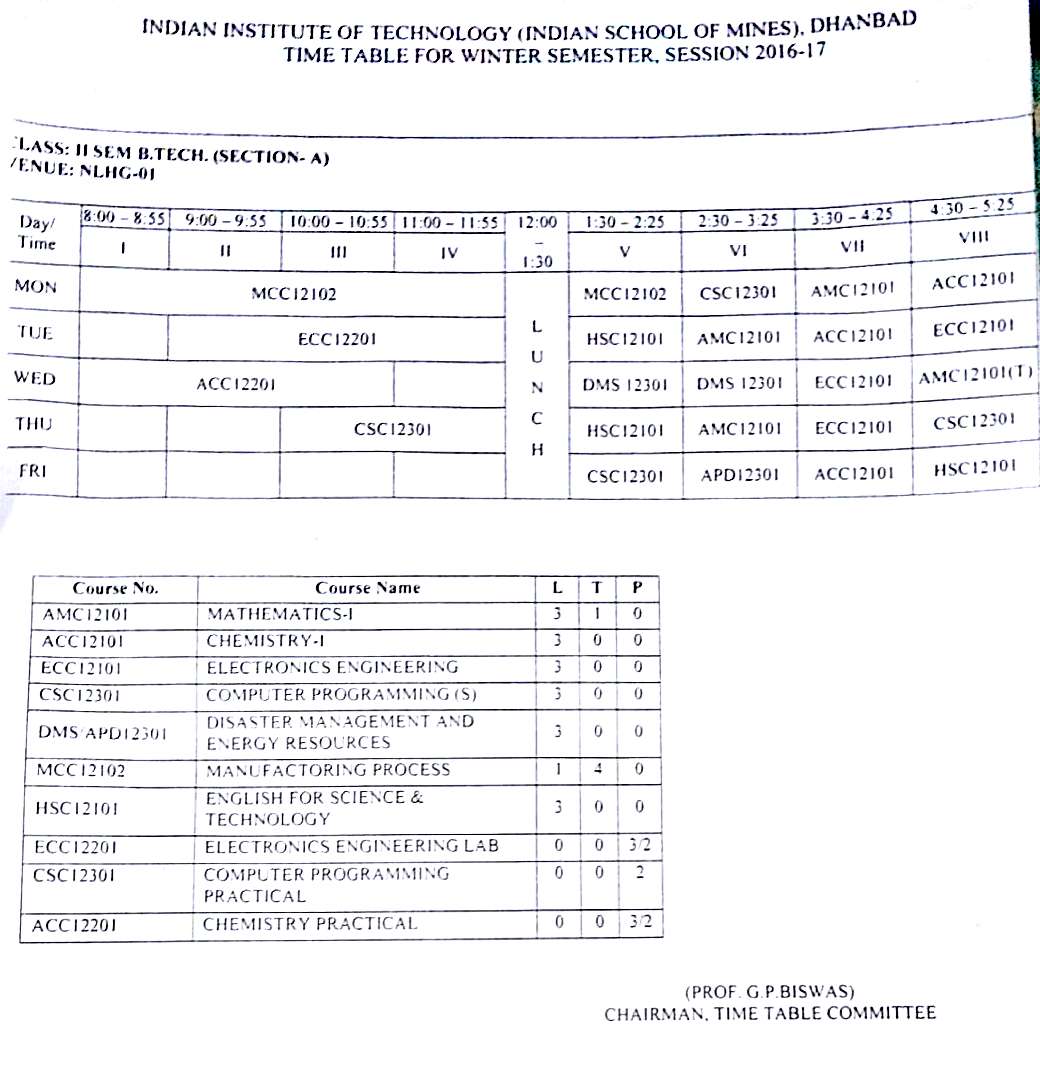 INDIAN INSTITUTE OF TECHNOLOGY (INDIAN SCHOOL OF MINES), DHANBAD
TIME TABLE FOR WINTER SEMESTER, SESSION 2016-17
CLASS: II SEM B.TECH. (SECTION- A)
VENUE: NLHG-01
Day/ Time 8:00 – 8:55 9:00 – 9:55 10:00 – 10:55 11:00 – 11:55 12:00 – 1:30 1:30 – 2:25 2:30 – 3:25 3:30 – 4:25 4:30 – 5:25
I II III IV V VI VII VIII
MON MCC12102 MCC12102 CSC12301 AMC12101 ACC12101
TUE ECC12201 HSC12101 AMC12101 ACC12101 ECC12101
WED ACC12201 DMS 12301 DMS 12301 ECC12101 AMC12101(T)
THU CSC12301 HSC12101 AMC12101 ECC12101 CSC12301
FRI CSC12301 APD12301 ACC12101 HSC12101
L
U
N
C
H
Course No. Course Name L T P
AMC12101 MATHEMATICS-I 3 1 0
ACC12101 CHEMISTRY-I 3 0 0
ECC12101 ELECTRONICS ENGINEERING 3 0 0
CSC12301 COMPUTER PROGRAMMING (S) 3 0 0
DMS/APD12301 DISASTER MANAGEMENT AND
ENERGY RESOURCES 3 0 0
MCC12102 MANUFACTORING PROCESS 1 4 0
HSC12101 ENGLISH FOR SCIENCE &
TECHNOLOGY 3 0 0
ECC12201 ELECTRONICS ENGINEERING LAB 0 0 3/2
CSC12301 COMPUTER PROGRAMMING
PRACTICAL 0 0 2
ACC12201 CHEMISTRY PRACTICAL 0 0 3/2
(PROF. G.P.BISWAS)
CHAIRMAN, TIME TABLE COMMITTEE